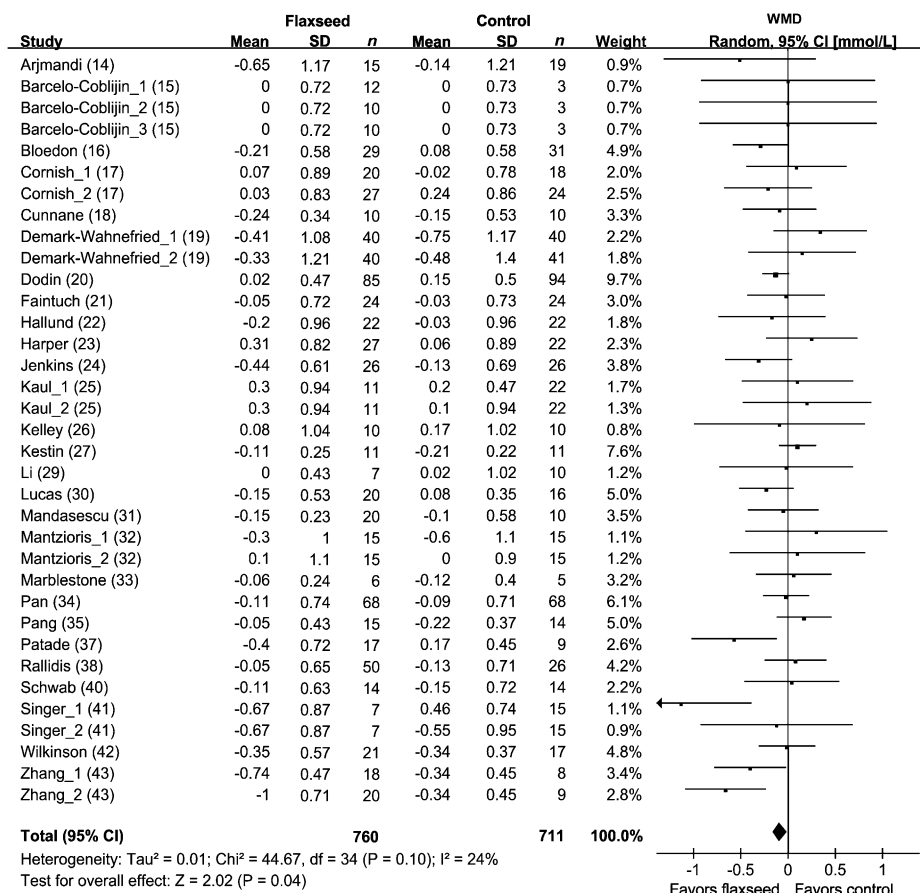 Flaxseed Control WMD
Study Mean SD n Mean SD n Weight Random, 95% CI [mmol/L]
Arjmandi (14) -0.65 1.17 15 -0.14 1.21 19 0.9%
Barcelo-Coblijin_1 (15) 0 0.72 12 0 0.73 3 0.7%
Barcelo-Coblijin_2 (15) 0 0.72 10 0 0.73 3 0.7%
Barcelo-Coblijin_3 (15) 0 0.72 10 0 0.73 3 0.7%
Bloedon (16) -0.21 0.58 29 0.08 0.58 31 4.9%
Cornish_1 (17) 0.07 0.89 20 -0.02 0.78 18 2.0%
Cornish_2 (17) 0.03 0.83 27 0.24 0.86 24 2.5%
Cunnane (18) -0.24 0.34 10 -0.15 0.53 10 3.3%
Demark-Wahnefried_1 (19) -0.41 1.08 40 -0.75 1.17 40 2.2%
Demark-Wahnefried_2 (19) -0.33 1.21 40 -0.48 1.4 41 1.8%
Dodin (20) 0.02 0.47 85 0.15 0.5 94 9.7%
Faintuch (21) -0.05 0.72 24 -0.03 0.73 24 3.0%
Hallund (22) -0.2 0.96 22 -0.03 0.96 22 1.8%
Harper (23) 0.31 0.82 27 0.06 0.89 22 2.3%
Jenkins (24) -0.44 0.61 26 -0.13 0.69 26 3.8%
Kaul_1 (25) 0.3 0.94 11 0.2 0.47 22 1.7%
Kaul_2 (25) 0.3 0.94 11 0.1 0.94 22 1.3%
Kelley (26) 0.08 1.04 10 0.17 1.02 10 0.8%
Kestin (27) -0.11 0.25 11 -0.21 0.22 11 7.6%
Li (29) 0 0.43 7 0.02 1.02 10 1.2%
Lucas (30) -0.15 0.53 20 0.08 0.35 16 5.0%
Mandasescu (31) -0.15 0.23 20 -0.1 0.58 10 3.5%
Mantzioris_1 (32) -0.3 1 15 -0.6 1.1 15 1.1%
Mantzioris_2 (32) 0.1 1.1 15 0 0.9 15 1.2%
Marblestone (33) -0.06 0.24 6 -0.12 0.4 5 3.2%
Pan (34) -0.11 0.74 68 -0.09 0.71 68 6.1%
Pang (35) -0.05 0.43 15 -0.22 0.37 14 5.0%
Patade (37) -0.4 0.72 17 0.17 0.45 9 2.6%
Rallidis (38) -0.05 0.65 50 -0.13 0.71 26 4.2%
Schwab (40) -0.11 0.63 14 -0.15 0.72 14 2.2%
Singer_1 (41) -0.67 0.87 7 0.46 0.74 15 1.1%
Singer_2 (41) -0.67 0.87 7 -0.55 0.95 15 0.9%
Wilkinson (42) -0.35 0.57 21 -0.34 0.37 17 4.8%
Zhang_1 (43) -0.74 0.47 18 -0.34 0.45 8 3.4%
Zhang_2 (43) -1 0.71 20 -0.34 0.45 9 2.8%
Total (95% CI) 760 711 100.0%
Heterogeneity: Tau² = 0.01; Chi² = 44.67, df = 34 (P = 0.10); I² = 24%
Test for overall effect: Z = 2.02 (P = 0.04)
-1 -0.5 0 0.5 1
Favors flaxseed Favors control